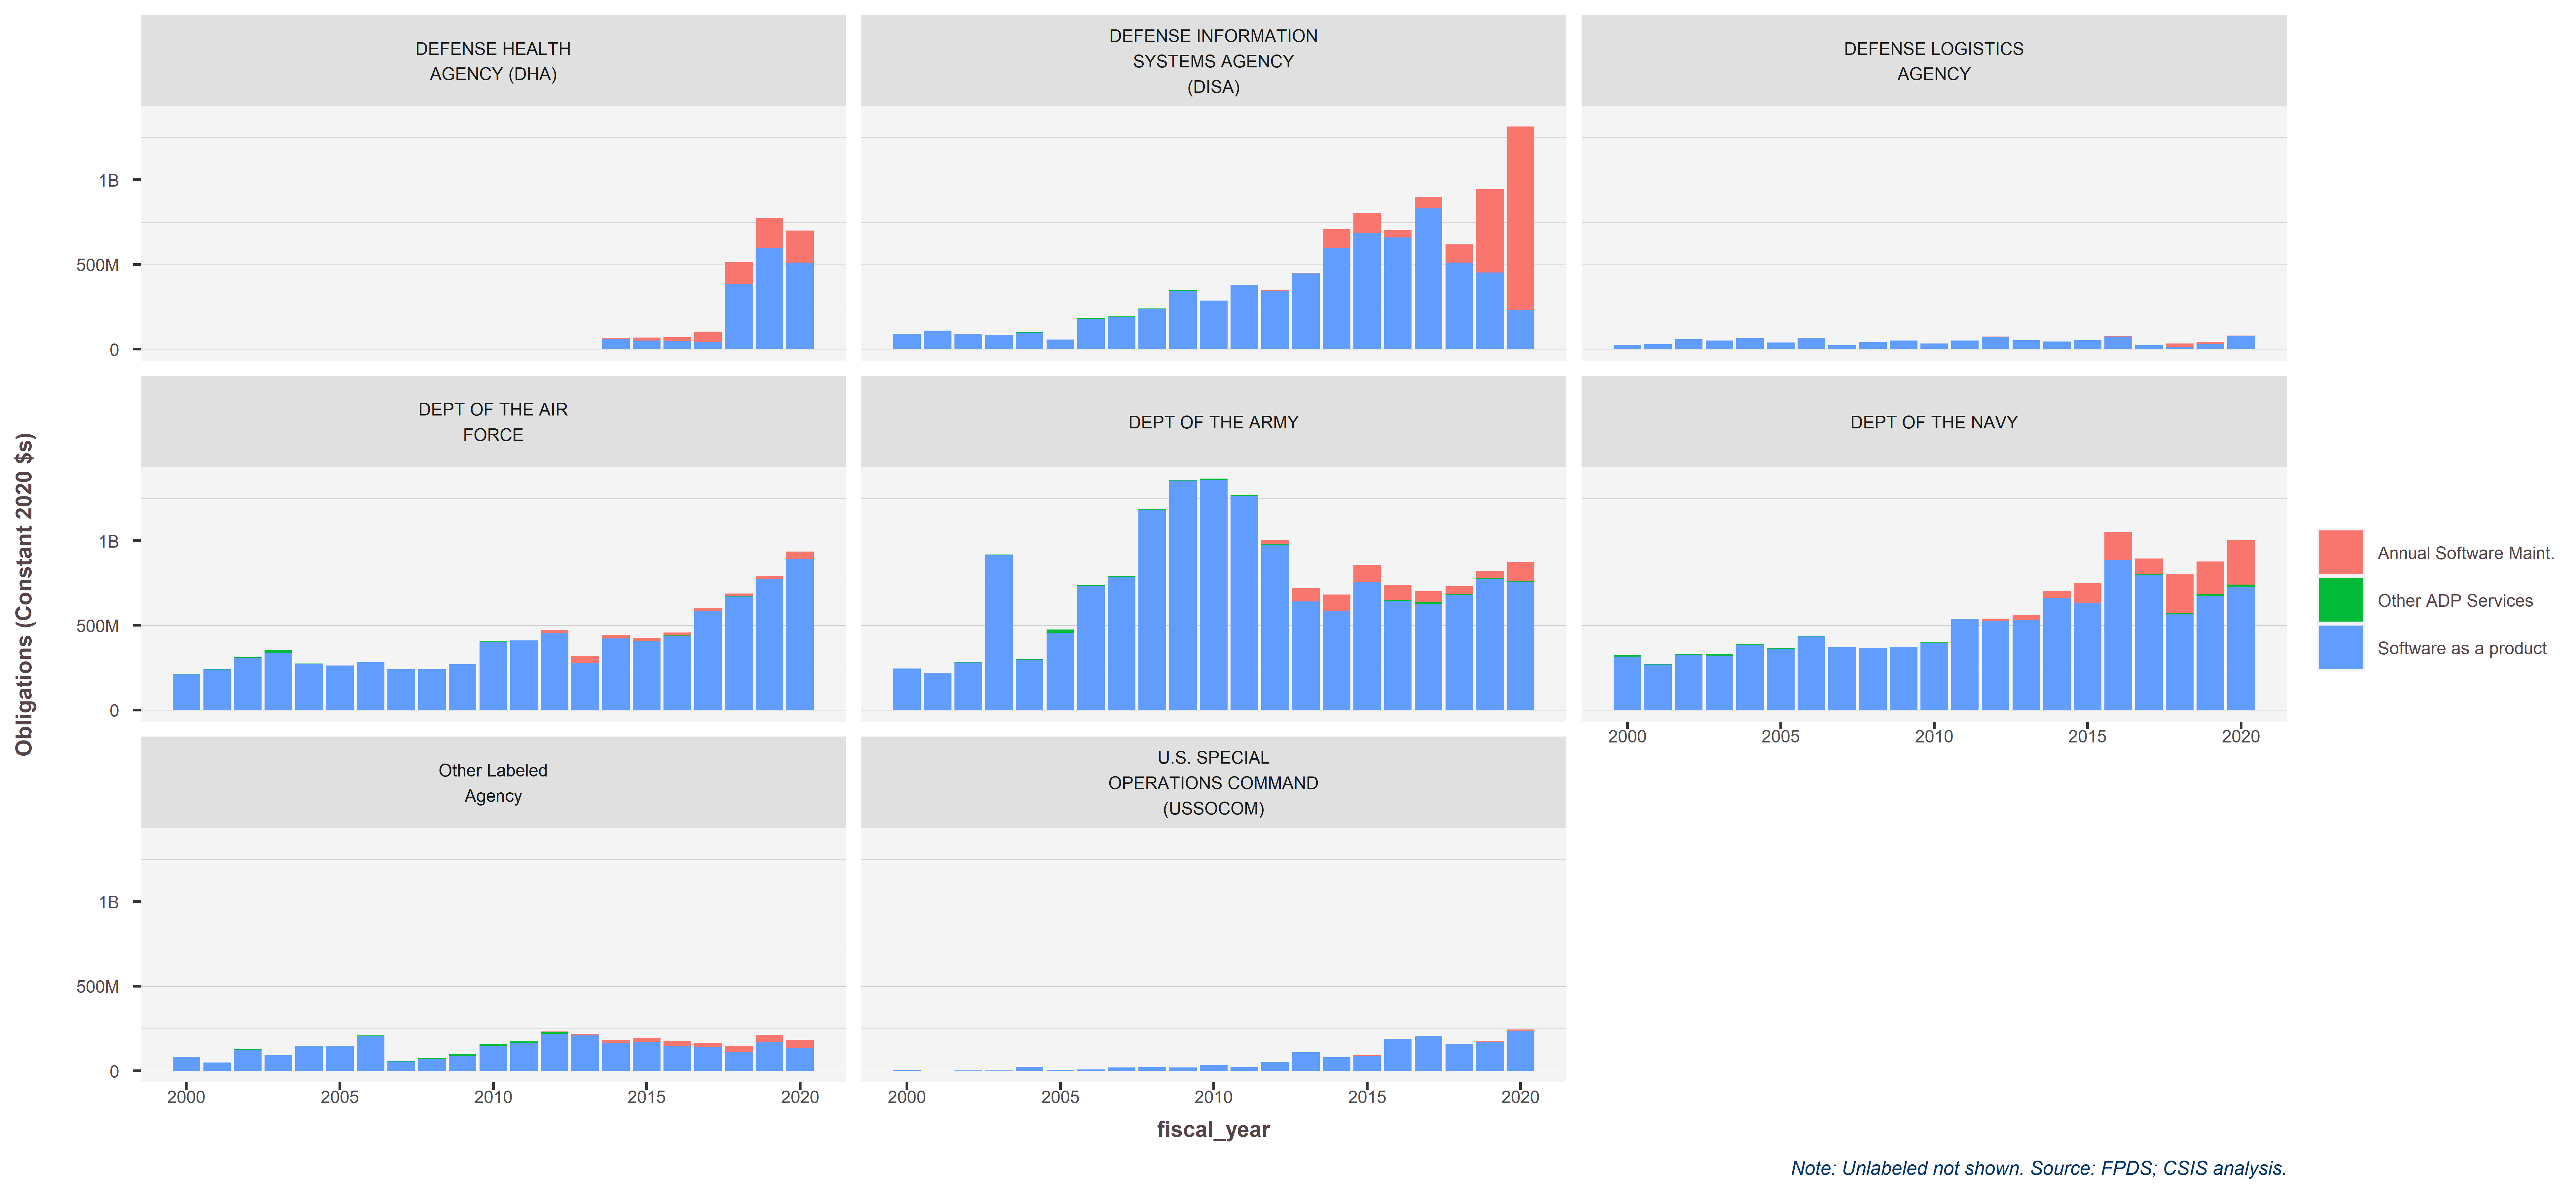 DEFENSE HEALTH
AGENCY (DHA)
DEFENSE INFORMATION
SYSTEMS AGENCY
(DISA)
DEFENSE LOGISTICS
AGENCY
1B
500M
0
DEPT OF THE AIR
FORCE
DEPT OF THE ARMY
DEPT OF THE NAVY
1B
500M
0
2000 2005 2010 2015 2020
Other Labeled
Agency
U.S. SPECIAL
OPERATIONS COMMAND
(USSOCOM)
1B
500M
0
2000 2005 2010 2015 2020
2000 2005 2010 2015 2020
Obligations (Constant 2020 $s)
fiscal_year
Annual Software Maint.
Other ADP Services
Software as a product
Note: Unlabeled not shown. Source: FPDS; CSIS analysis.